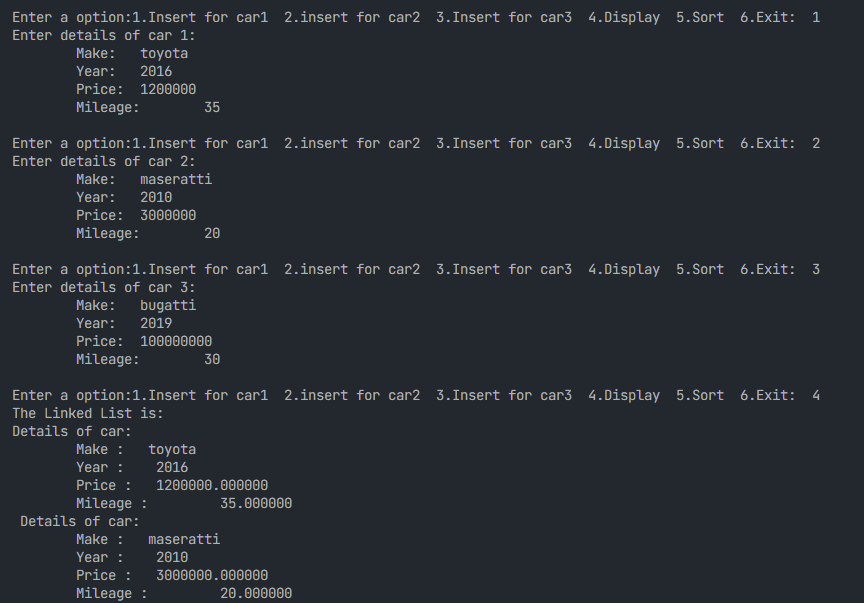 Enter a option:1.Insert for car1  2.insert for car2  3.Insert for car3  4.Display  5.Sort  6.Exit:  1
Enter details of car 1:
        Make:   toyota
        Year:   2016
        Price:  1200000
        Mileage:        35

Enter a option:1.Insert for car1  2.insert for car2  3.Insert for car3  4.Display  5.Sort  6.Exit:  2
Enter details of car 2:
        Make:   maseratti
        Year:   2010
        Price:  3000000
        Mileage:        20

Enter a option:1.Insert for car1  2.insert for car2  3.Insert for car3  4.Display  5.Sort  6.Exit:  3
Enter details of car 3:
        Make:   bugatti
        Year:   2019
        Price:  100000000
        Mileage:        30

Enter a option:1.Insert for car1  2.insert for car2  3.Insert for car3  4.Display  5.Sort  6.Exit:  4
The Linked List is:
Details of car:
        Make :   toyota
        Year :    2016
        Price :   1200000.000000
        Mileage :         35.000000
 Details of car:
        Make :   maseratti
        Year :    2010
        Price :   3000000.000000
        Mileage :         20.000000